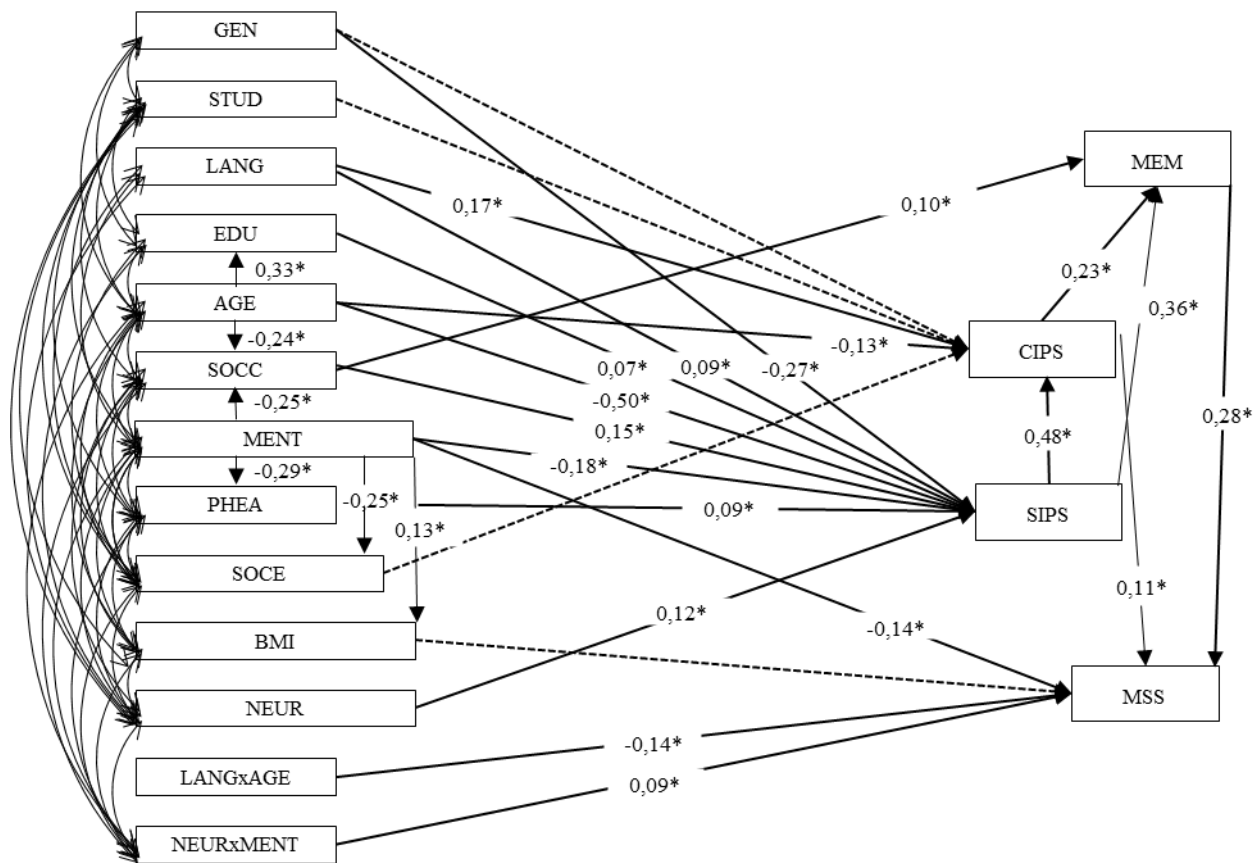 GEN
STUD
LANG
MEM
0,17*
0,10*
EDU
0,33*
0,23*
AGE
0,36*
-0,24*
-0,13*
CIPS
SOCC
0,07*
0,09*
-0,27*
-0,25*
-0,50*
0,28*
MENT
0,15*
0,48*
-0,29*
-0,18*
PHEA
-0,25*
0,09*
SIPS
0,13*
SOCE
0,11*
0,12*
BMI
-0,14*
MSS
NEUR
-0,14*
LANGxAGE
0,09*
NEURxMENT